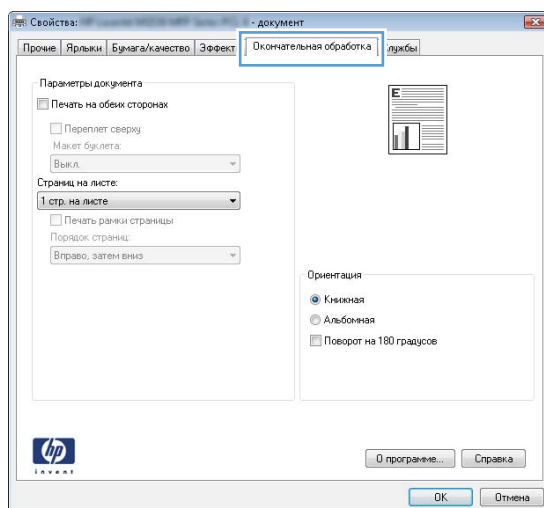 Свойства: - документ
Прочие Ярлыки Бумага/качество Эффект Окончательная обработка лужбы
Параметры документа
Печать на обеих сторонах
Переплет сверху
Макет буклета:
Выкл.
Страниц на листе:
1 стр. на листе
Печать рамки страницы
Порядок страниц:
Вправо, затем вниз
E
Ориентация
Книжная
Альбомная
Поворот на 180 градусов
hp
invent
О программе... Справка
OK Отмена